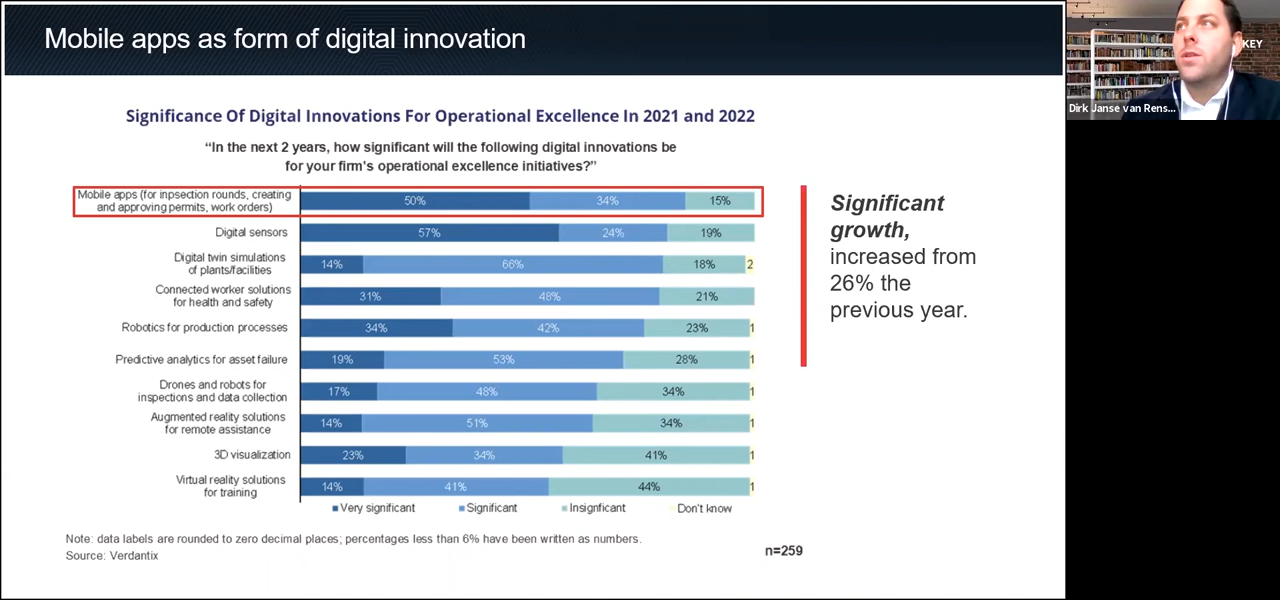 Mobile apps as form of digital innovation
KEY
Dirk Janse van Rens...
Significance Of Digital Innovations For Operational Excellence In 2021 and 2022
“In the next 2 years, how significant will the following digital innovations be
for your firm's operational excellence initiatives?”
Mobile apps (for inpsection rounds, creating
and approving permits, work orders)
50% 34% 15%
Digital sensors
57% 24% 19%
Digital twin simulations
of plants/facilities
14% 66% 18% 2
Connected worker solutions
for health and safety
31% 48% 21%
Robotics for production processes
34% 42% 23% 1
Predictive analytics for asset failure
19% 53% 28% 1
Drones and robots for
inspections and data collection
17% 48% 34% 1
Augmented reality solutions
for remote assistance
14% 51% 34% 1
3D visualization
23% 34% 41% 1
Virtual reality solutions
for training
14% 41% 44% 1
Very significant Significant Insignficant Don't know
Significant
growth,
increased from
26% the
previous year.
Note: data labels are rounded to zero decimal places; percentages less than 6% have been written as numbers.
Source: Verdantix
n=259